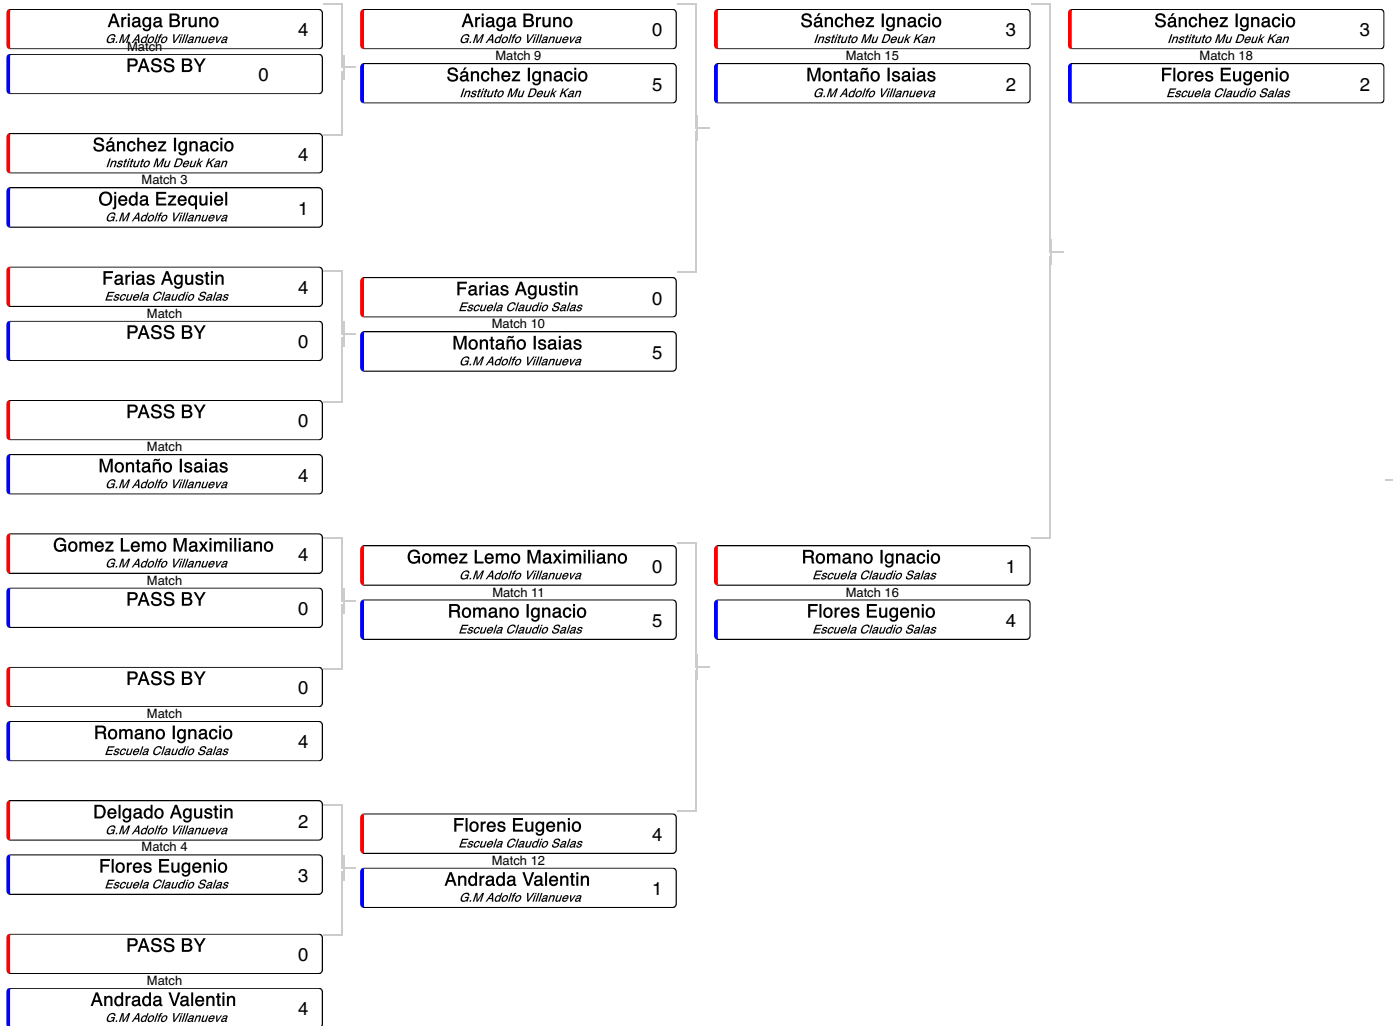 Ariaga Bruno
4
G.M Adolfo Villanueva
Match
PASS BY
0
Sánchez Ignacio
4
Instituto Mu Deuk Kan
Match 3
Ojeda Ezequiel
1
G.M Adolfo Villanueva
Farias Agustin
4
Escuela Claudio Salas
Match
PASS BY
0
PASS BY
0
Match
Montaño Isaias
4
G.M Adolfo Villanueva
Gomez Lemo Maximiliano
4
G.M Adolfo Villanueva
Match
PASS BY
0
PASS BY
0
Match
Romano Ignacio
4
Escuela Claudio Salas
Delgado Agustin
2
G.M Adolfo Villanueva
Match 4
Flores Eugenio
3
Escuela Claudio Salas
PASS BY
0
Match
Andrada Valentin
4
G.M Adolfo Villanueva
Ariaga Bruno
0
G.M Adolfo Villanueva
Match 9
Sánchez Ignacio
5
Instituto Mu Deuk Kan
Farias Agustin
0
Escuela Claudio Salas
Match 10
Montaño Isaias
5
G.M Adolfo Villanueva
Gomez Lemo Maximiliano
0
G.M Adolfo Villanueva
Match 11
Romano Ignacio
5
Escuela Claudio Salas
Flores Eugenio
4
Escuela Claudio Salas
Match 12
Andrada Valentin
1
G.M Adolfo Villanueva
Sánchez Ignacio
3
Instituto Mu Deuk Kan
Match 15
Montaño Isaias
2
G.M Adolfo Villanueva
Romano Ignacio
1
Escuela Claudio Salas
Match 16
Flores Eugenio
4
Escuela Claudio Salas
Sánchez Ignacio
3
Instituto Mu Deuk Kan
Match 18
Flores Eugenio
2
Escuela Claudio Salas